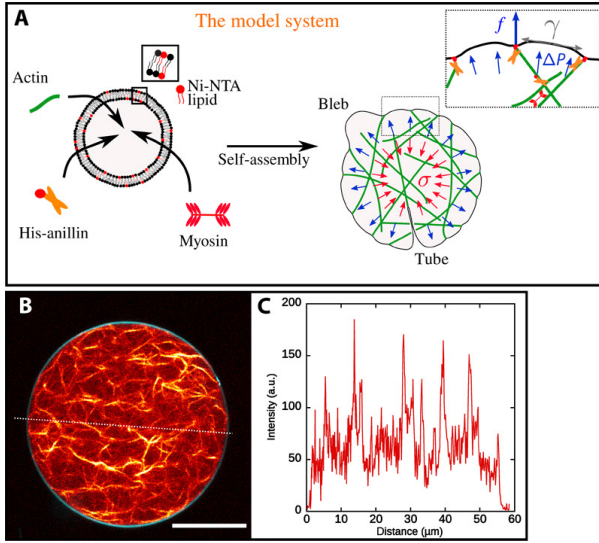 A
The model system
Actin
Ni-NTA
lipid
His-anillin
Myosin
Self-assembly
Bleb
σ
Tube
f
γ
ΔP
B
C
200
150
100
50
0
Intensity (a.u.)
0 10 20 30 40 50 60
Distance (µm)